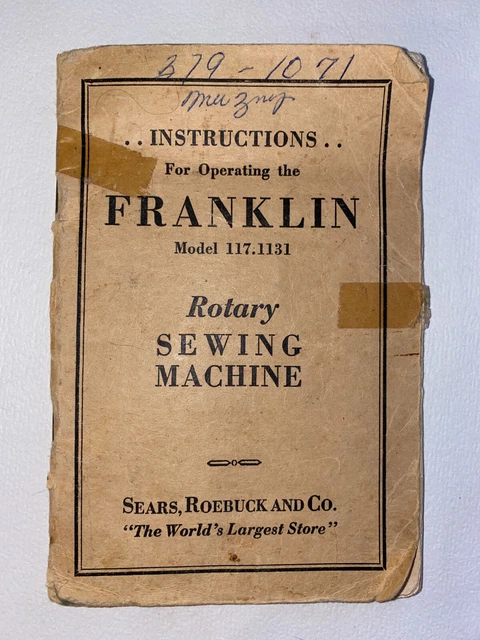 379-1071
.. INSTRUCTIONS ..
For Operating the
FRANKLIN
Model 117.1131
Rotary
SEWING
MACHINE
SEARS, ROEBUCK AND CO.
"The World's Largest Store"